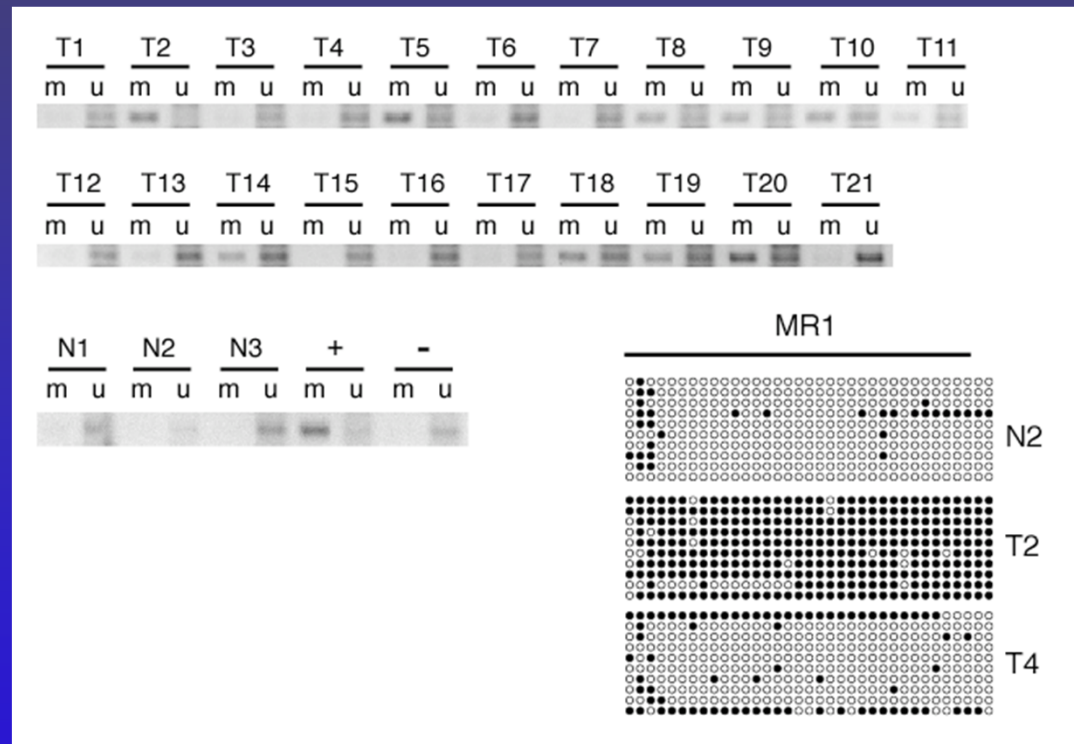 T1 T2 T3 T4 T5 T6 T7 T8 T9 T10 T11
m u m u m u m u m u m u m u m u m u m u m u
T12 T13 T14 T15 T16 T17 T18 T19 T20 T21
m u m u m u m u m u m u m u m u m u m u
N1 N2 N3 + -
m u m u m u m u m u
MR1
N2
T2
T4